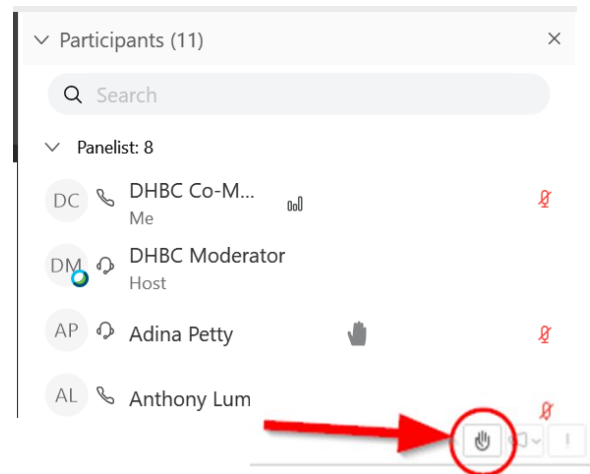 Participants (11)
Search
Panelist: 8
DC DHBC Co-M...
Me
DM DHBC Moderator
Host
AP Adina Petty
AL Anthony Lum